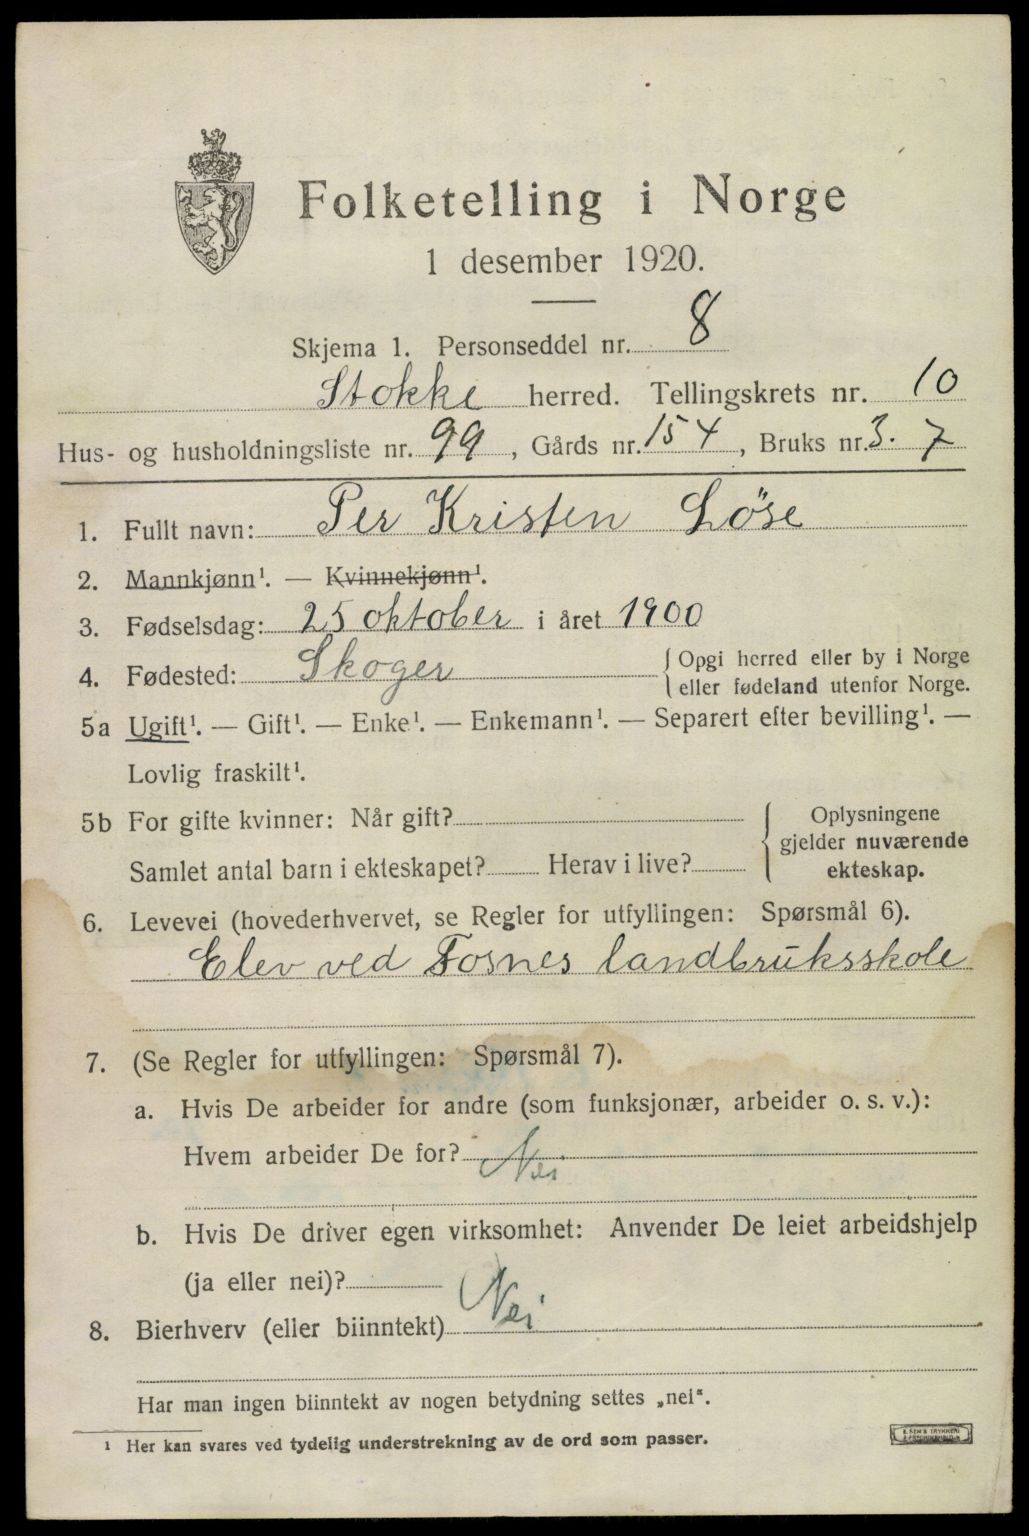 Folketelling i Norge
1 desember 1920.
Skjema 1. Personseddel nr. 8
Stokke herred. Tellingskrets nr. 10
Hus- og husholdningsliste nr. 99, Gårds nr. 154, Bruks nr. 3. 7
1. Fullt navn: Per Kristen Löse
2. Mannkjønn¹. — Kvinnekjønn¹.
3. Fødselsdag: 25 oktober i året 1900
4. Fødested: Skoger { Opgi herred eller by i Norge
eller fødeland utenfor Norge.
5a Ugift¹. — Gift¹. — Enke¹. — Enkemann¹. — Separert efter bevilling¹. —
Lovlig fraskilt¹.
5b For gifte kvinner: Når gift? { Oplysningene
gjelder nuværende
Samlet antal barn i ekteskapet? Herav i live? ekteskap.
6. Levevei (hovederhvervet, se Regler for utfyllingen: Spørsmål 6).
Elev ved Fosnes landbruksskole
7. (Se Regler for utfyllingen: Spørsmål 7).
a. Hvis De arbeider for andre (som funksjonær, arbeider o. s. v.):
Hvem arbeider De for? Nei
b. Hvis De driver egen virksomhet: Anvender De leiet arbeidshjelp
(ja eller nei)?
8. Bierhverv (eller biinntekt) Nei
Har man ingen biinntekt av nogen betydning settes „nei“.
¹ Her kan svares ved tydelig understrekning av de ord som passer.